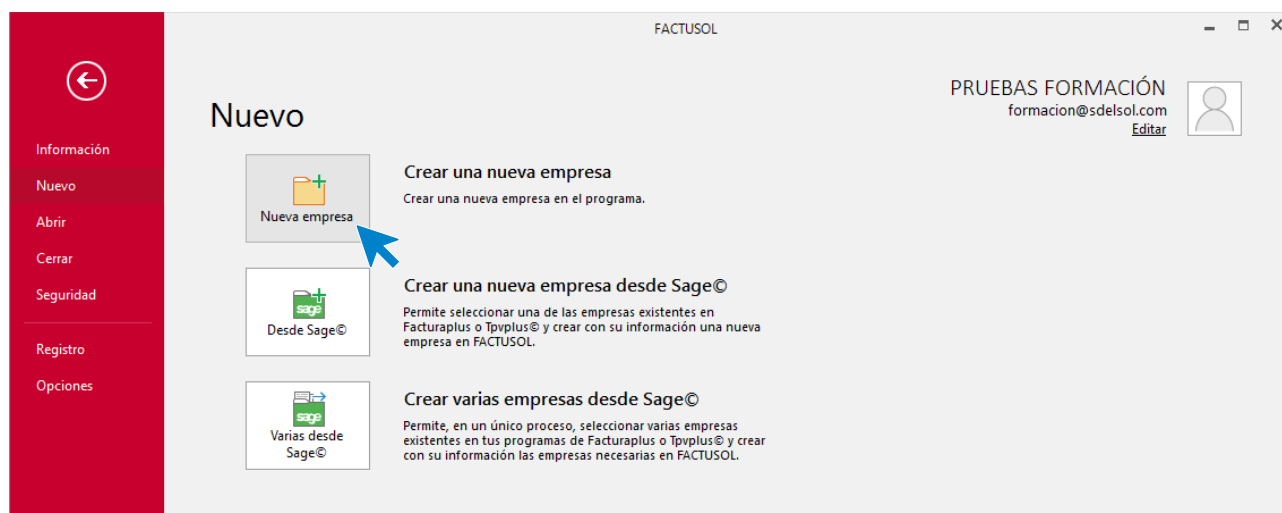 FACTUSOL
PRUEBAS FORMACIÓN
formacion@sdelsol.com
Editar
Información
Nuevo
Abrir
Cerrar
Seguridad
Registro
Opciones
Nuevo
Nueva empresa
Crear una nueva empresa
Crear una nueva empresa en el programa.
sage
Desde Sage©
Crear una nueva empresa desde Sage©
Permite seleccionar una de las empresas existentes en
Facturaplus o Tpvplus© y crear con su información una nueva
empresa en FACTUSOL.
sage
Varias desde
Sage©
Crear varias empresas desde Sage©
Permite, en un único proceso, seleccionar varias empresas
existentes en tus programas de Facturaplus o Tpvplus© y crear
con su información las empresas necesarias en FACTUSOL.